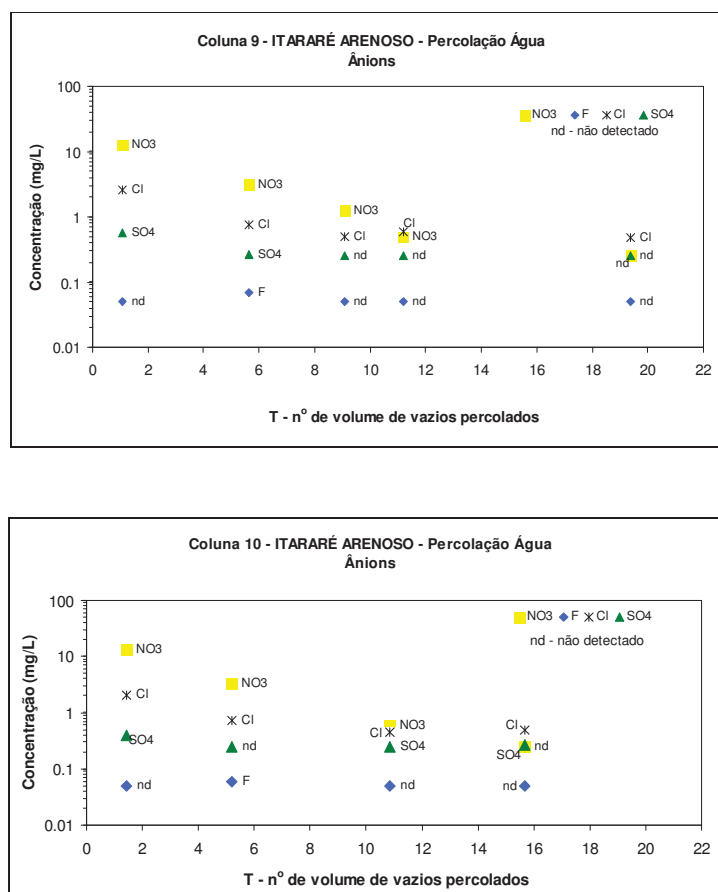 Coluna 9 - ITARARÉ ARENOSO - Percolação Água
Ânions
Concentração (mg/L)
100
10
1
0.1
0.01
NO3 F Cl SO4
nd - não detectado
NO3
Cl
SO4
nd
NO3
Cl
SO4
F
NO3
Cl
nd
nd
Cl
NO3
nd
nd
Cl
nd
nd
nd
0 2 4 6 8 10 12 14 16 18 20 22
T - nº de volume de vazios percolados
Coluna 10 - ITARARÉ ARENOSO - Percolação Água
Ânions
Concentração (mg/L)
100
10
1
0.1
0.01
NO3 F Cl SO4
nd - não detectado
NO3
Cl
SO4
nd
NO3
Cl
nd
F
NO3
Cl
SO4
nd
Cl
nd
SO4
nd
0 2 4 6 8 10 12 14 16 18 20 22
T - nº de volume de vazios percolados